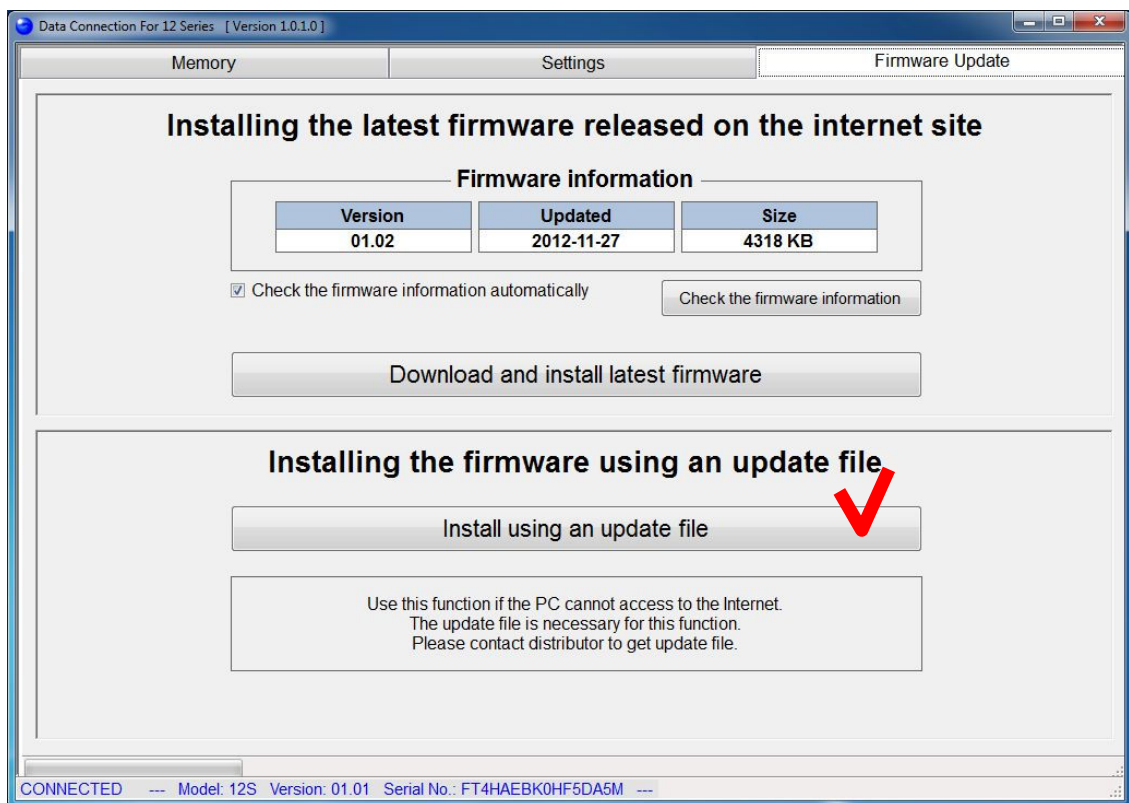 Data Connection For 12 Series [ Version 1.0.1.0 ]
Memory
Settings
Firmware Update
Installing the latest firmware released on the internet site
Firmware information
Version Updated Size
01.02 2012-11-27 4318 KB
Check the firmware information automatically
Check the firmware information
Download and install latest firmware
Installing the firmware using an update file
Install using an update file
Use this function if the PC cannot access to the Internet.
The update file is necessary for this function.
Please contact distributor to get update file.
CONNECTED --- Model: 12S Version: 01.01 Serial No.: FT4HAEBK0HF5DA5M ---